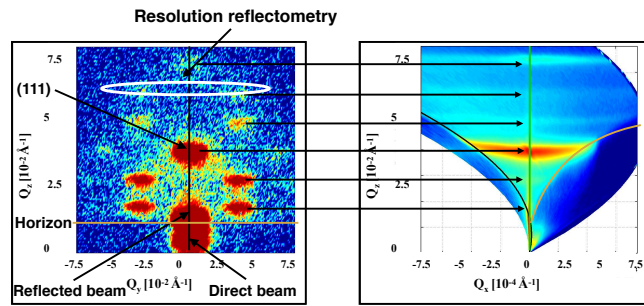 Resolution reflectometry
(111)
Horizon
Reflected beam
Direct beam
7.5
5
2.5
0
Q_z [10⁻² Å⁻¹]
-7.5 -5 -2.5 0 2.5 5 7.5
Q_y [10⁻² Å⁻¹]
7.5
5
2.5
0
Q_z [10⁻² Å⁻¹]
-7.5 -5 -2.5 0 2.5 5 7.5
Q_x [10⁻⁴ Å⁻¹]